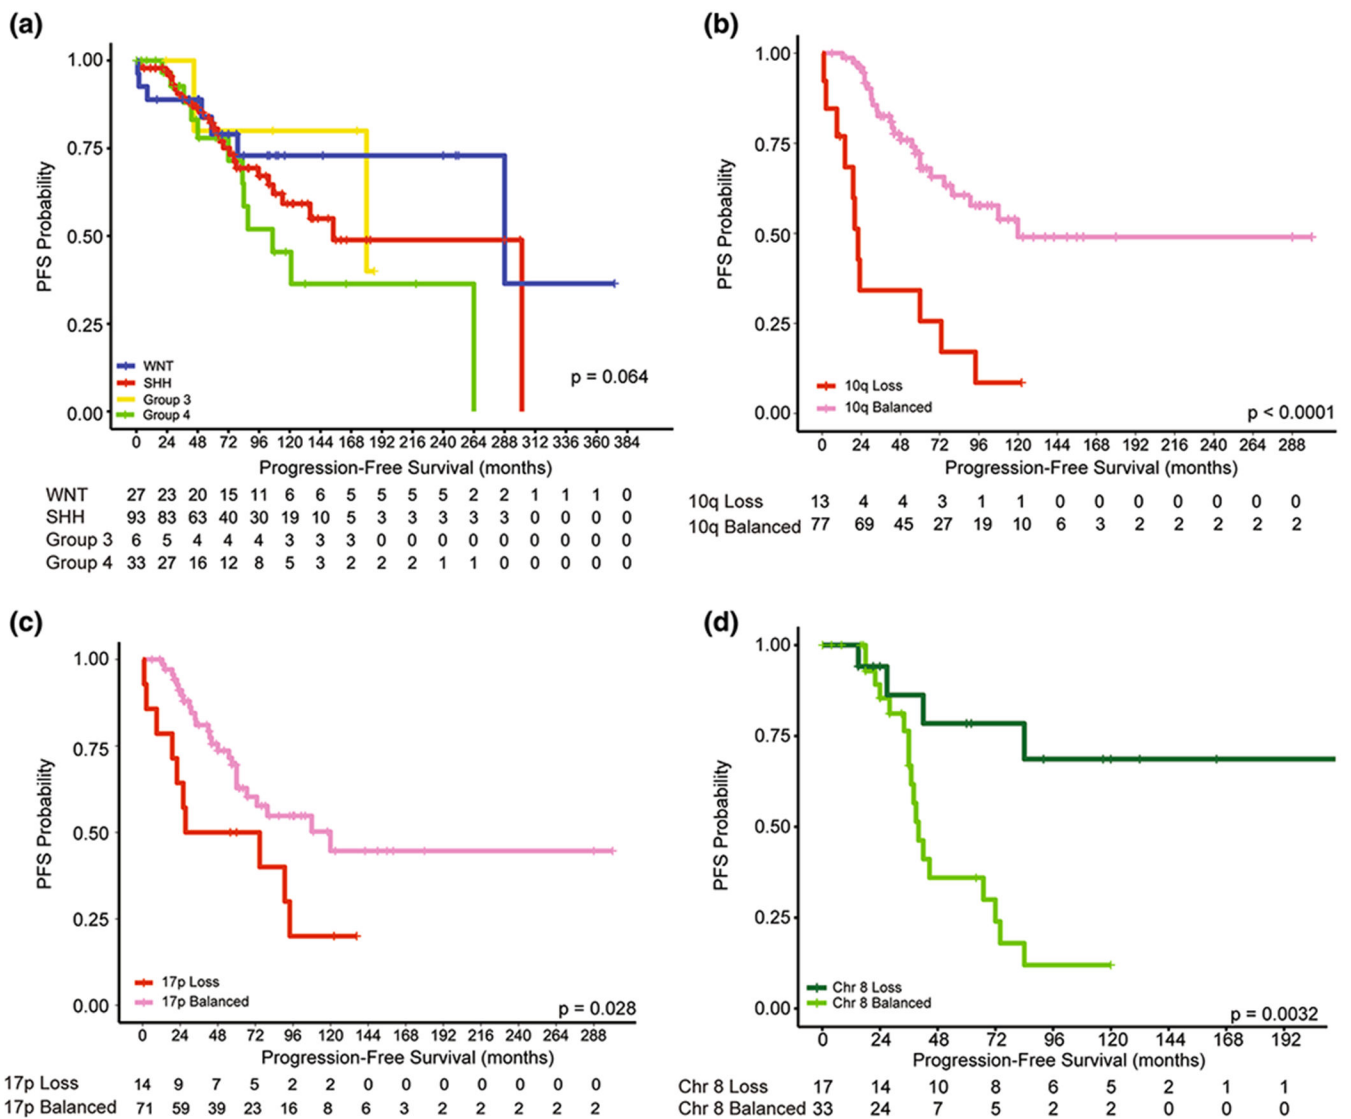 (a)
1.00
0.75
0.50
0.25
0.00
PFS Probability
WNT
SHH
Group 3
Group 4
p = 0.064
0 24 48 72 96 120 144 168 192 216 240 264 288 312 336 360 384
Progression-Free Survival (months)
WNT 27 23 20 15 11 6 6 5 5 5 5 2 2 1 1 1 0
SHH 93 83 63 40 30 19 10 5 3 3 3 3 3 0 0 0 0
Group 3 6 5 4 4 4 3 3 3 0 0 0 0 0 0 0 0 0
Group 4 33 27 16 12 8 5 3 2 2 2 1 1 0 0 0 0 0
(b)
1.00
0.75
0.50
0.25
0.00
PFS Probability
10q Loss
10q Balanced
p < 0.0001
0 24 48 72 96 120 144 168 192 216 240 264 288
Progression-Free Survival (months)
10q Loss 13 4 4 3 1 1 0 0 0 0 0 0 0
10q Balanced 77 69 45 27 19 10 6 3 2 2 2 2 2
(c)
1.00
0.75
0.50
0.25
0.00
PFS Probability
17p Loss
17p Balanced
p = 0.028
0 24 48 72 96 120 144 168 192 216 240 264 288
Progression-Free Survival (months)
17p Loss 14 9 7 5 2 2 0 0 0 0 0 0 0
17p Balanced 71 59 39 23 16 8 6 3 2 2 2 2 2
(d)
1.00
0.75
0.50
0.25
0.00
PFS Probability
Chr 8 Loss
Chr 8 Balanced
p = 0.0032
0 24 48 72 96 120 144 168 192
Progression-Free Survival (months)
Chr 8 Loss 17 14 10 8 6 5 2 1 1
Chr 8 Balanced 33 24 7 5 2 2 0 0 0